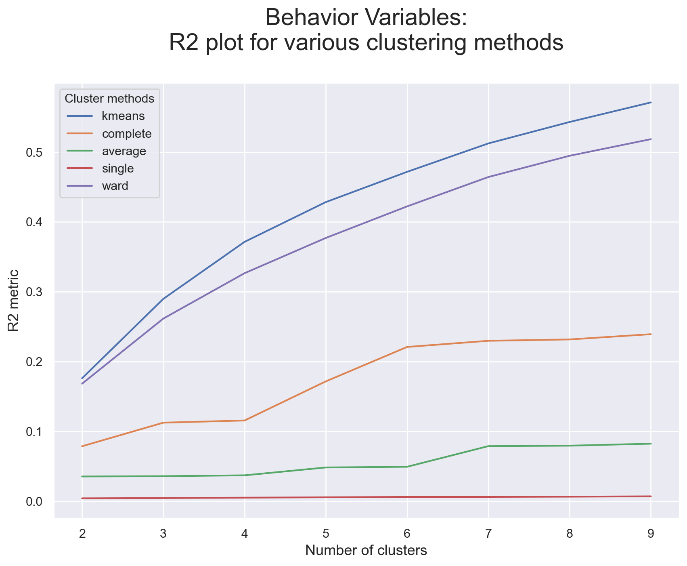 Behavior Variables:
R2 plot for various clustering methods
Cluster methods
kmeans
complete
average
single
ward
R2 metric
0.5
0.4
0.3
0.2
0.1
0.0
2 3 4 5 6 7 8 9
Number of clusters